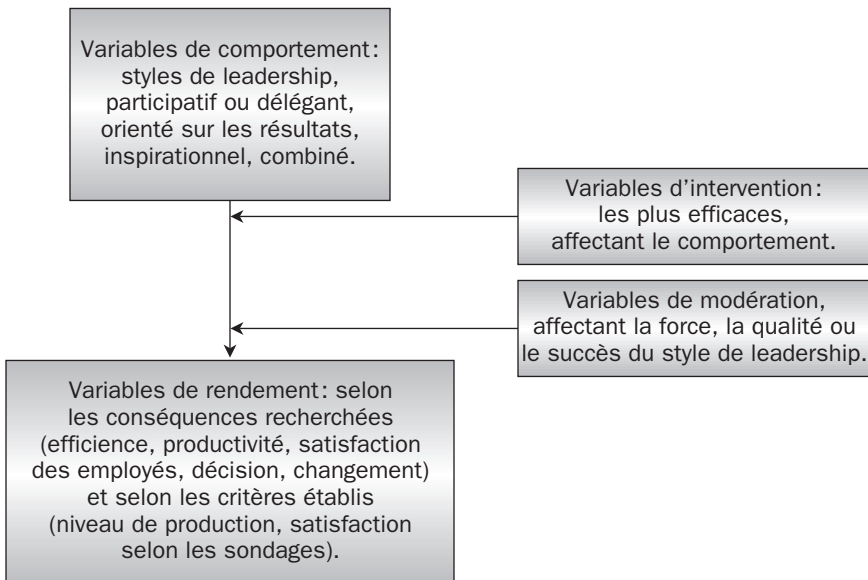 Variables de comportement :
styles de leadership,
participatif ou délégant,
orienté sur les résultats,
inspirationnel, combiné.
Variables d’intervention :
les plus efficaces,
affectant le comportement.
Variables de modération,
affectant la force, la qualité ou
le succès du style de leadership.
Variables de rendement : selon
les conséquences recherchées
(efficience, productivité, satisfaction
des employés, décision, changement)
et selon les critères établis
(niveau de production, satisfaction
selon les sondages).